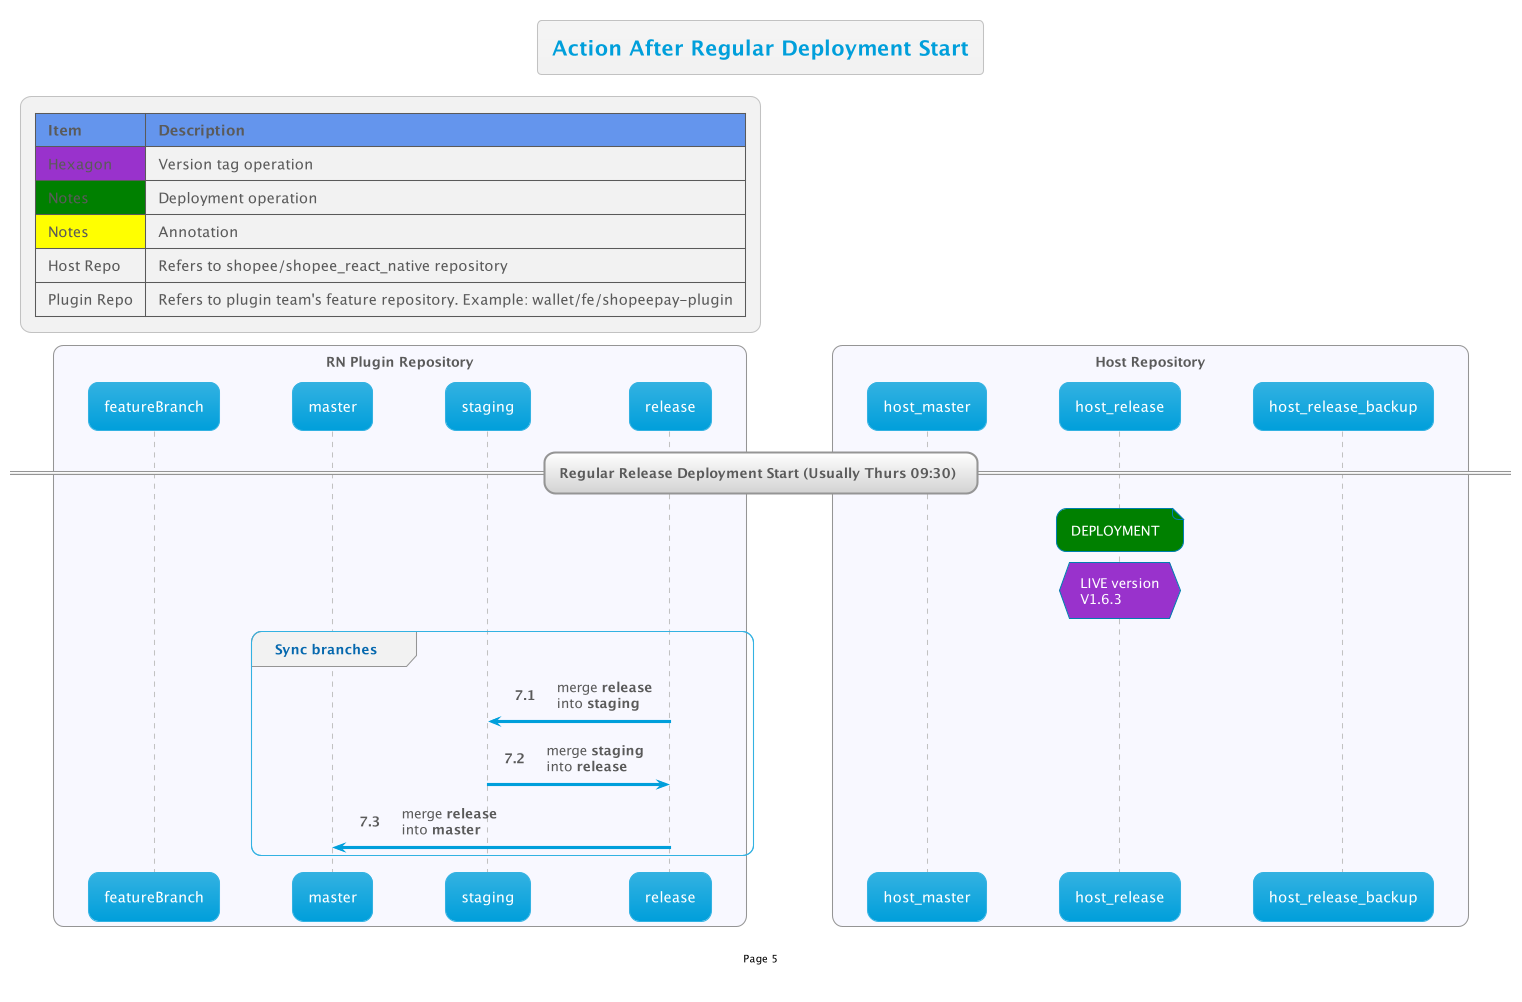 Action After Regular Deployment Start
Item Description
Hexagon Version tag operation
Notes Deployment operation
Notes Annotation
Host Repo Refers to shopee/shopee_react_native repository
Plugin Repo Refers to plugin team's feature repository. Example: wallet/fe/shopeepay-plugin
RN Plugin Repository
Host Repository
featureBranch
master
staging
release
host_master
host_release
host_release_backup
Regular Release Deployment Start (Usually Thurs 09:30)
DEPLOYMENT
LIVE version
V1.6.3
Sync branches
7.1 merge release
into staging
7.2 merge staging
into release
7.3 merge release
into master
featureBranch
master
staging
release
host_master
host_release
host_release_backup
Page 5